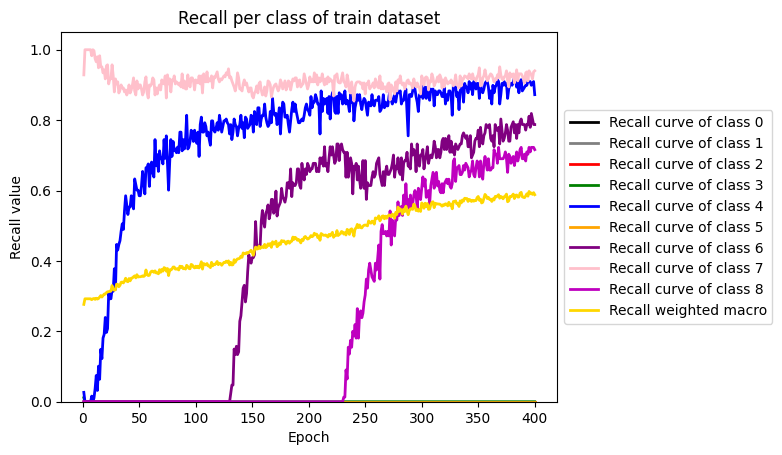 Recall per class of train dataset
Recall value
1.0
0.8
0.6
0.4
0.2
0.0
0
50
100
150
200
250
300
350
400
Epoch
Recall curve of class 0
Recall curve of class 1
Recall curve of class 2
Recall curve of class 3
Recall curve of class 4
Recall curve of class 5
Recall curve of class 6
Recall curve of class 7
Recall curve of class 8
Recall weighted macro